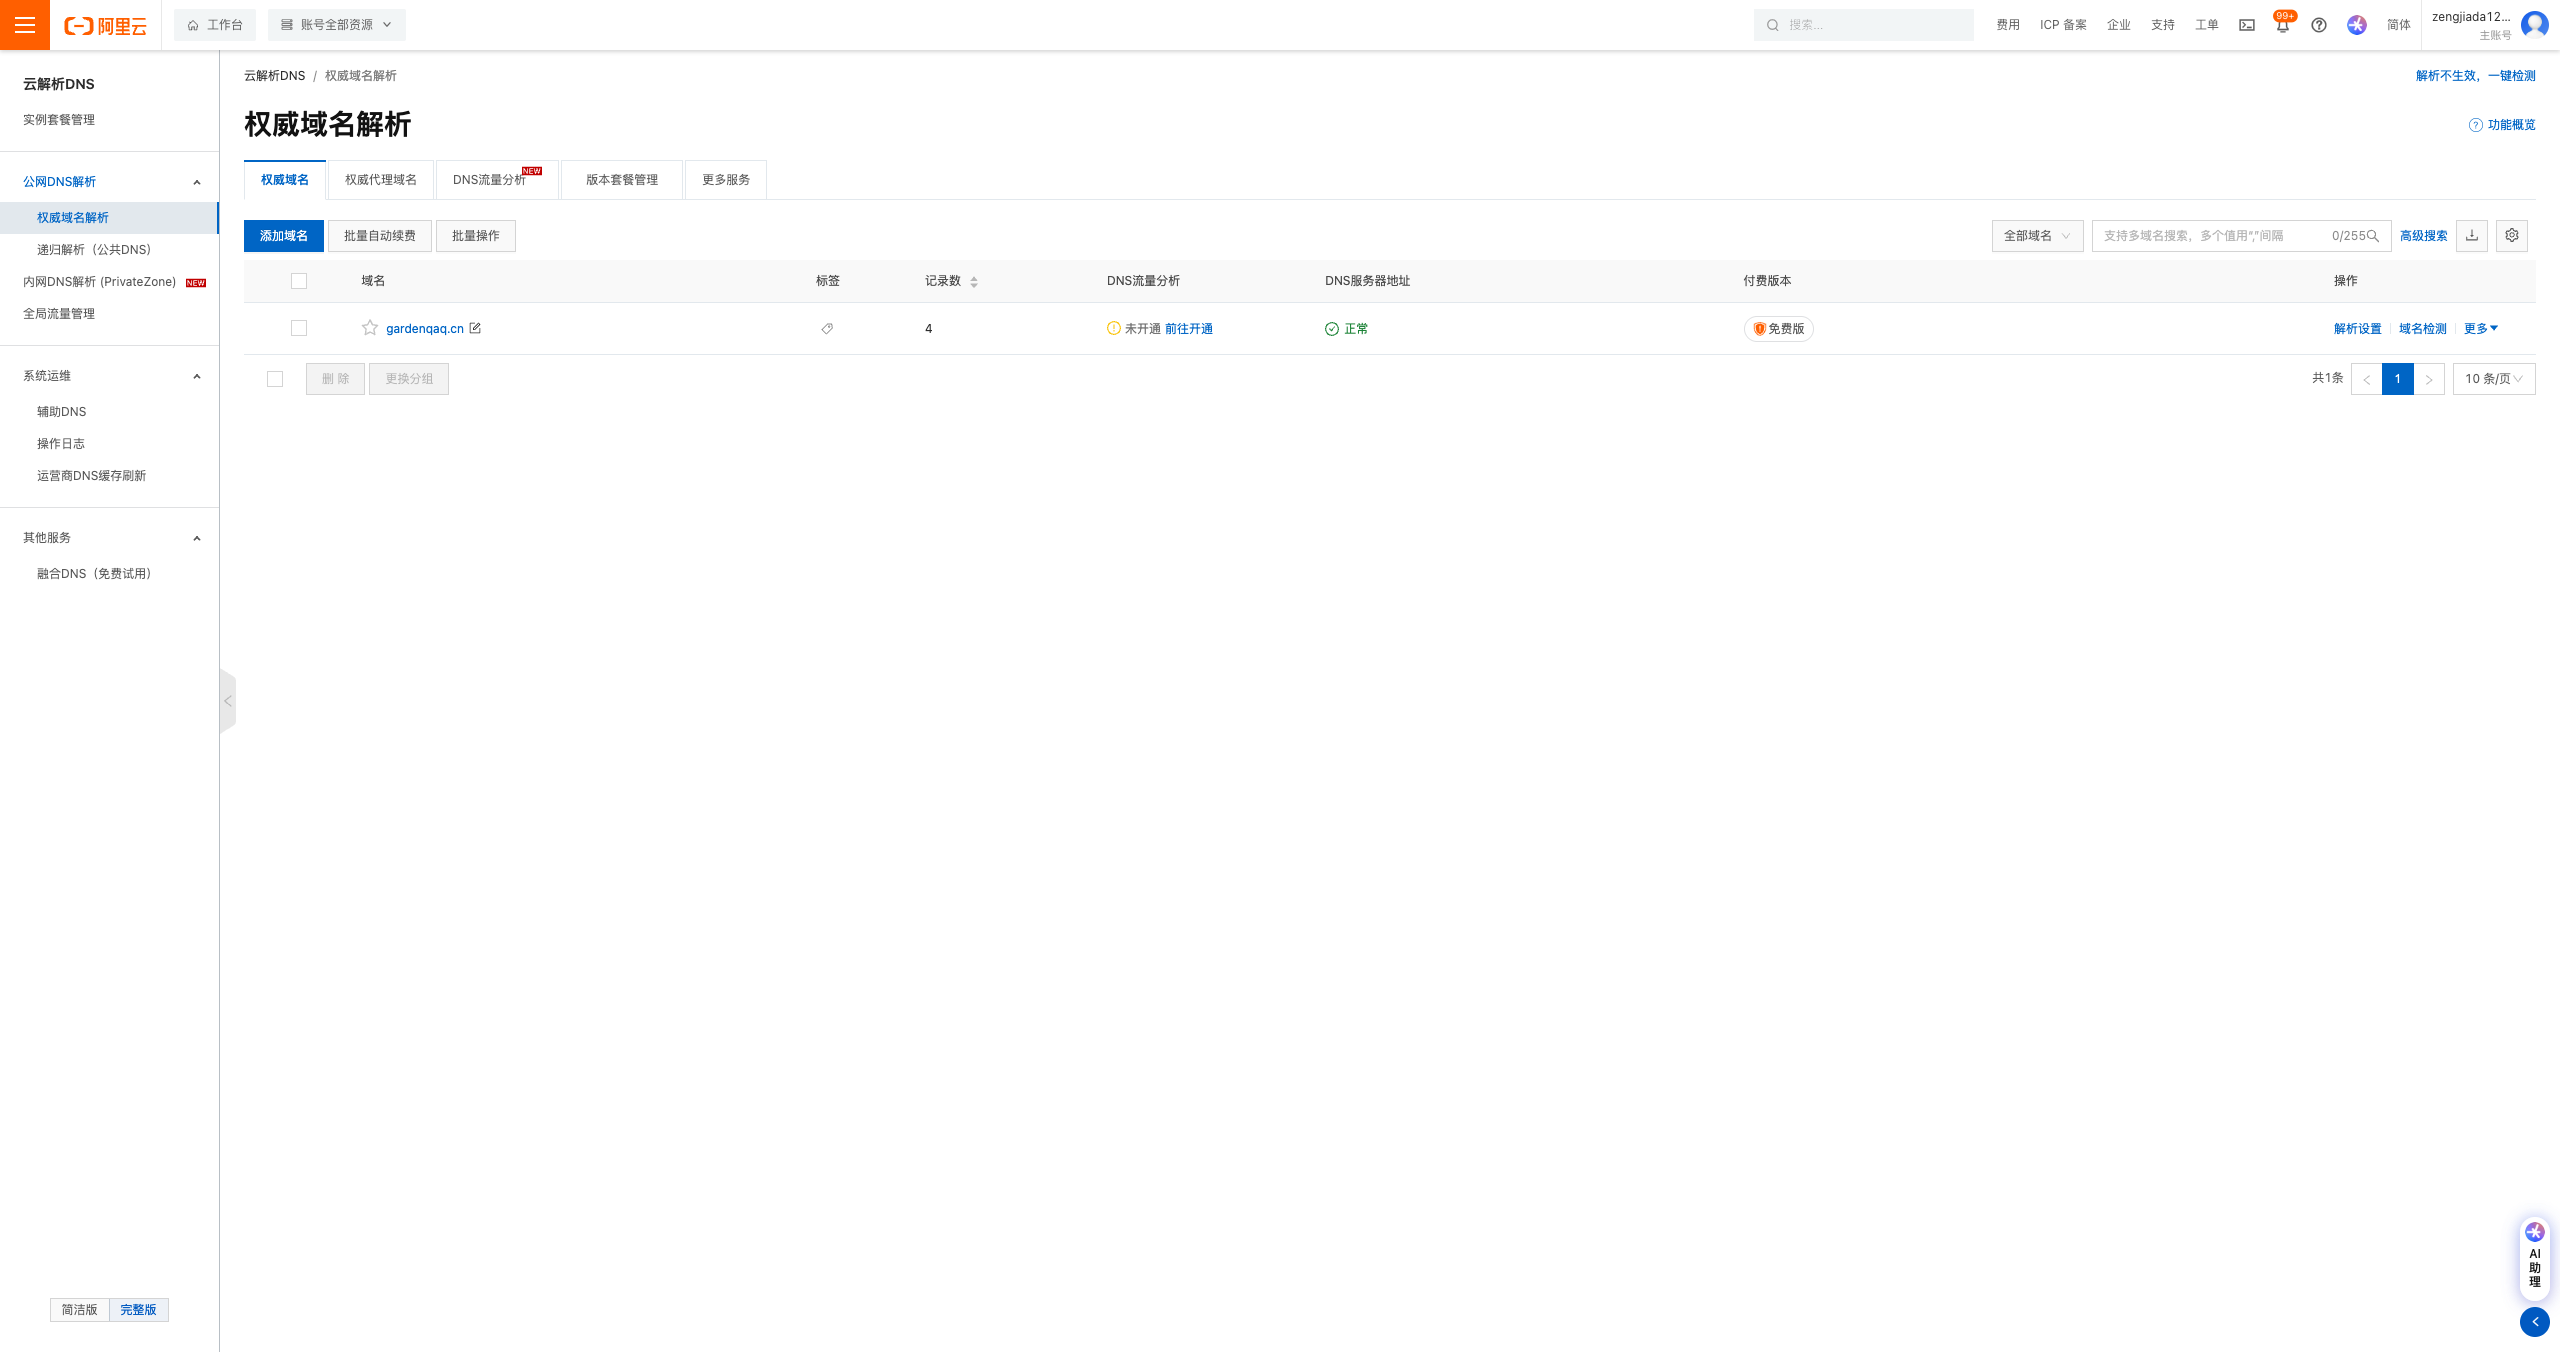 阿里云 工作台 账号全部资源 搜索... 费用 ICP 备案 企业 支持 工单 99+ 简体 zengjiada12...
主账号
云解析DNS
实例套餐管理
公网DNS解析
权威域名解析
递归解析（公共DNS）
内网DNS解析 (PrivateZone) NEW
全局流量管理
系统运维
辅助DNS
操作日志
运营商DNS缓存刷新
其他服务
融合DNS（免费试用）
简洁版 完整版
云解析DNS / 权威域名解析 解析不生效，一键检测
权威域名解析 功能概览
权威域名 权威代理域名 DNS流量分析 NEW 版本套餐管理 更多服务
添加域名 批量自动续费 批量操作 全部域名 支持多域名搜索，多个值用“,”间隔 0/255 高级搜索
域名 标签 记录数 DNS流量分析 DNS服务器地址 付费版本 操作
gardenqaq.cn 4 未开通 前往开通 正常 免费版 解析设置 域名检测 更多
删 除 更换分组 共1条 1 10 条/页
AI
助
理